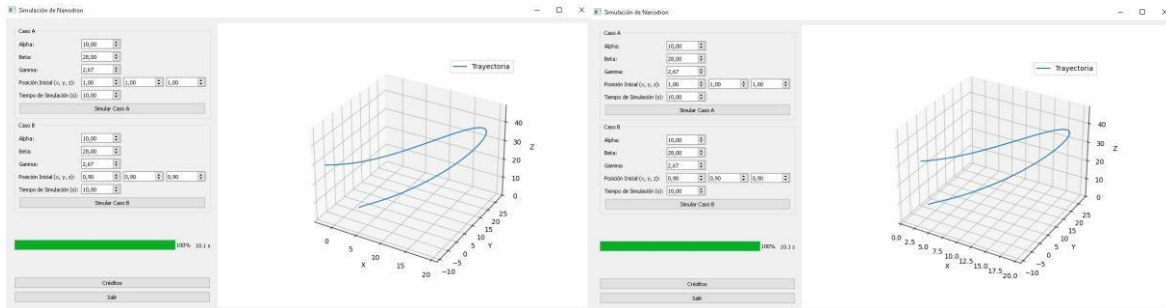 Simulación de Nanodron
Caso A
Alpha: 10,00
Beta: 28,00
Gamma: 2,67
Posición Inicial (x, y, z): 1,00 1,00 1,00
Tiempo de Simulación (s): 10,00
Simular Caso A
Caso B
Alpha: 10,00
Beta: 28,00
Gamma: 2,67
Posición Inicial (x, y, z): 0,90 0,90 0,90
Tiempo de Simulación (s): 10,00
Simular Caso B
100% 10.1 s
Créditos
Salir
Trayectoria
40
30
20
10
0
Z
25
20
15
10
5
0
−5
−10
Y
0 5 10 15 20
X
Simulación de Nanodron
Caso A
Alpha: 10,00
Beta: 28,00
Gamma: 2,67
Posición Inicial (x, y, z): 1,00 1,00 1,00
Tiempo de Simulación (s): 10,00
Simular Caso A
Caso B
Alpha: 10,00
Beta: 28,00
Gamma: 2,67
Posición Inicial (x, y, z): 0,90 0,90 0,90
Tiempo de Simulación (s): 10,00
Simular Caso B
100% 10.1 s
Créditos
Salir
Trayectoria
40
30
20
10
0
Z
25
20
15
10
5
0
−5
−10
Y
0.0 2.5 5.0 7.5 10.0 12.5 15.0 17.5 20.0
X